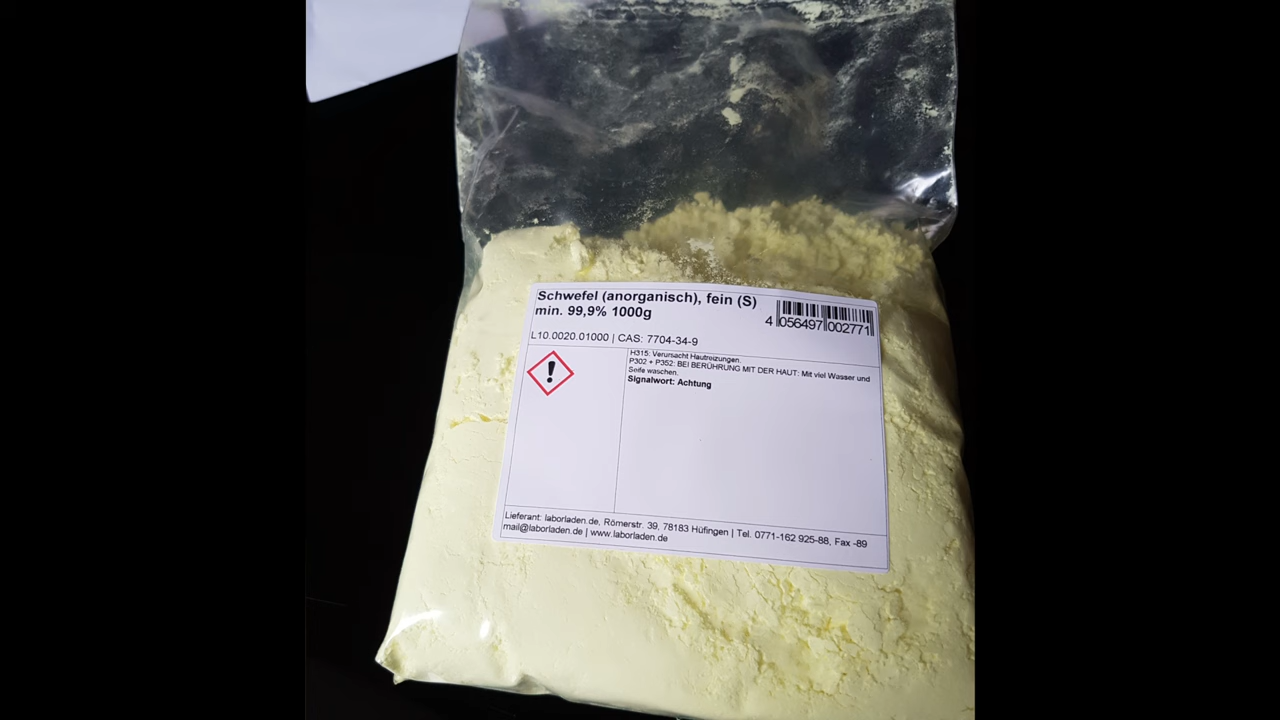 Schwefel (anorganisch), fein (S)
min. 99,9% 1000g
4 056497 002771
L10.0020.01000 | CAS: 7704-34-9
H315: Verursacht Hautreizungen.
P302 + P352: BEI BERÜHRUNG MIT DER HAUT: Mit viel Wasser und
Seife waschen.
Signalwort: Achtung
Lieferant: laborladen.de, Römerstr. 39, 78183 Hüfingen | Tel. 0771-162 925-88, Fax -89
mail@laborladen.de | www.laborladen.de